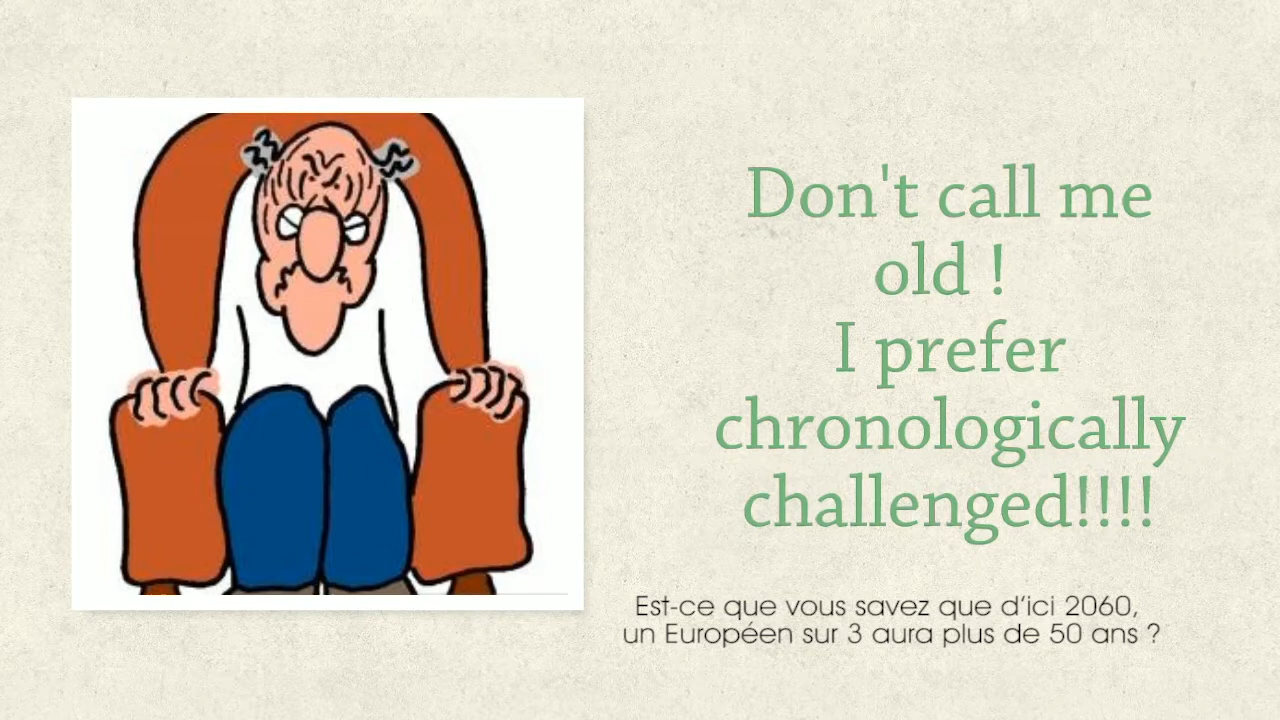 Don't call me
old !
I prefer
chronologically
challenged!!!!
Est-ce que vous savez que d’ici 2060,
un Européen sur 3 aura plus de 50 ans ?